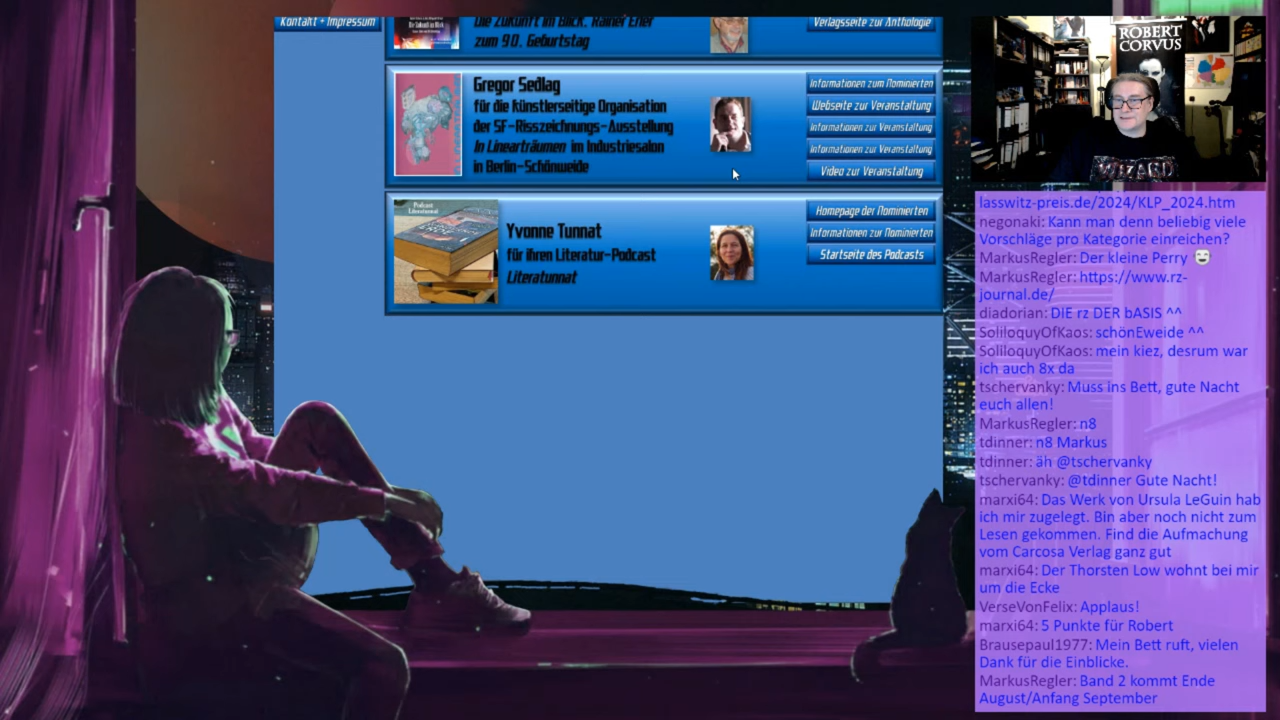 Kontakt + Impressum
Die Zukunft im Blick. Rainer Erler
zum 90. Geburtstag
Verlagsseite zur Anthologie
Gregor Sedlag
für die künstlerseitige Organisation
der SF-Risszeichnungs-Ausstellung
In Linearträumen im Industriesalon
in Berlin-Schönweide
Informationen zum Nominierten
Webseite zur Veranstaltung
Informationen zur Veranstaltung
Informationen zur Veranstaltung
Video zur Veranstaltung
Podcast
Literatunnat
Yvonne Tunnat
für ihren Literatur-Podcast
Literatunnat
Homepage der Nominierten
Informationen zur Nominierten
Startseite des Podcasts
ROBERT
CORVUS
WIZARD
lasswitz-preis.de/2024/KLP_2024.htm
negonaki: Kann man denn beliebig viele
Vorschläge pro Kategorie einreichen?
MarkusRegler: Der kleine Perry
MarkusRegler: https://www.rz-
journal.de/
diadorian: DIE rz DER bASIS ^^
SoliloquyOfKaos: schönEweide ^^
SoliloquyOfKaos: mein kiez, desrum war
ich auch 8x da
tschervanky: Muss ins Bett, gute Nacht
euch allen!
MarkusRegler: n8
tdinner: n8 Markus
tdinner: äh @tschervanky
tschervanky: @tdinner Gute Nacht!
marxi64: Das Werk von Ursula LeGuin hab
ich mir zugelegt. Bin aber noch nicht zum
Lesen gekommen. Find die Aufmachung
vom Carcosa Verlag ganz gut
marxi64: Der Thorsten Low wohnt bei mir
um die Ecke
VerseVonFelix: Applaus!
marxi64: 5 Punkte für Robert
Brausepaul1977: Mein Bett ruft, vielen
Dank für die Einblicke.
MarkusRegler: Band 2 kommt Ende
August/Anfang September